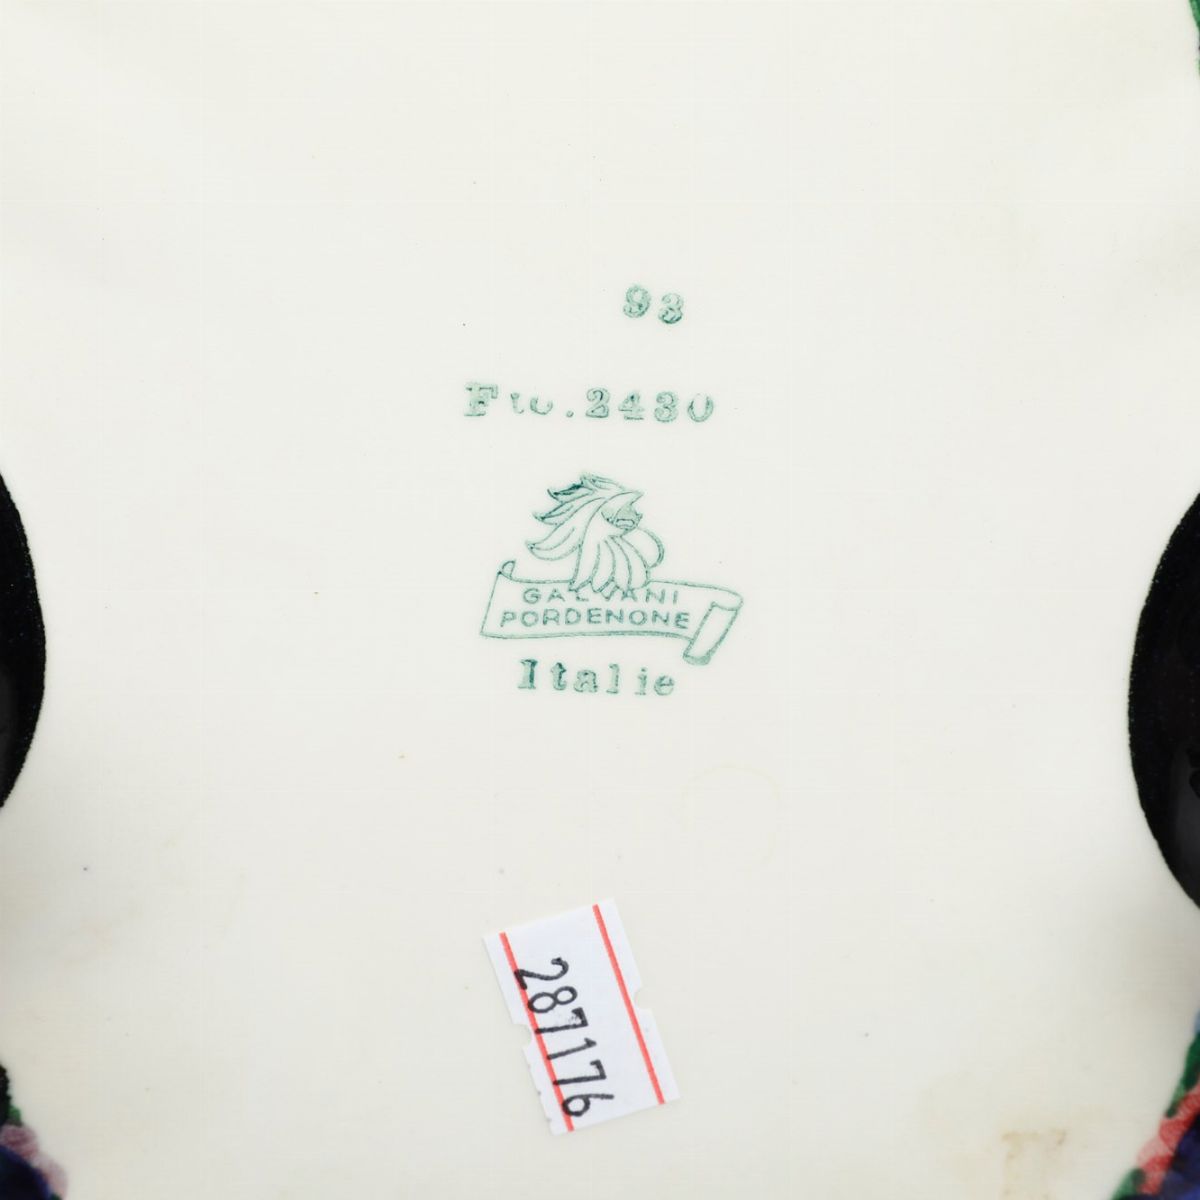 93
Fto.2430
GALVANI
PORDENONE
Italie
287176